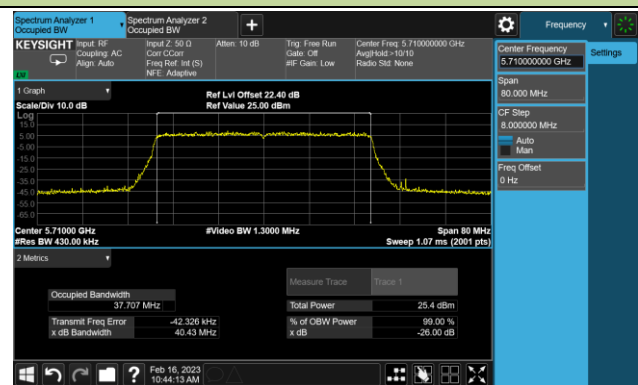 Spectrum Analyzer 1
Occupied BW
Spectrum Analyzer 2
Occupied BW
+
Frequency
KEYSIGHT
Input: RF
Coupling: AC
Align: Auto
Input Z: 50 Ω
Corr CCorr
Freq Ref: Int (S)
NFE: Adaptive
Atten: 10 dB
Trig: Free Run
Gate: Off
#IF Gain: Low
Center Freq: 5.710000000 GHz
Avg|Hold:>10/10
Radio Std: None
LXI
Center Frequency
5.710000000 GHz
Settings
Span
80.000 MHz
CF Step
8.000000 MHz
Auto
Man
Freq Offset
0 Hz
1 Graph
Scale/Div 10.0 dB
Ref Lvl Offset 22.40 dB
Ref Value 25.00 dBm
Log
15.0
5.00
-5.00
-15.0
-25.0
-35.0
-45.0
-55.0
-65.0
Center 5.71000 GHz
#Res BW 430.00 kHz
#Video BW 1.3000 MHz
Span 80 MHz
Sweep 1.07 ms (2001 pts)
2 Metrics
Measure Trace
Trace 1
Occupied Bandwidth
37.707 MHz
Total Power
25.4 dBm
Transmit Freq Error
-42.326 kHz
% of OBW Power
99.00 %
x dB Bandwidth
40.43 MHz
x dB
-26.00 dB
?
Feb 16, 2023
10:44:13 AM